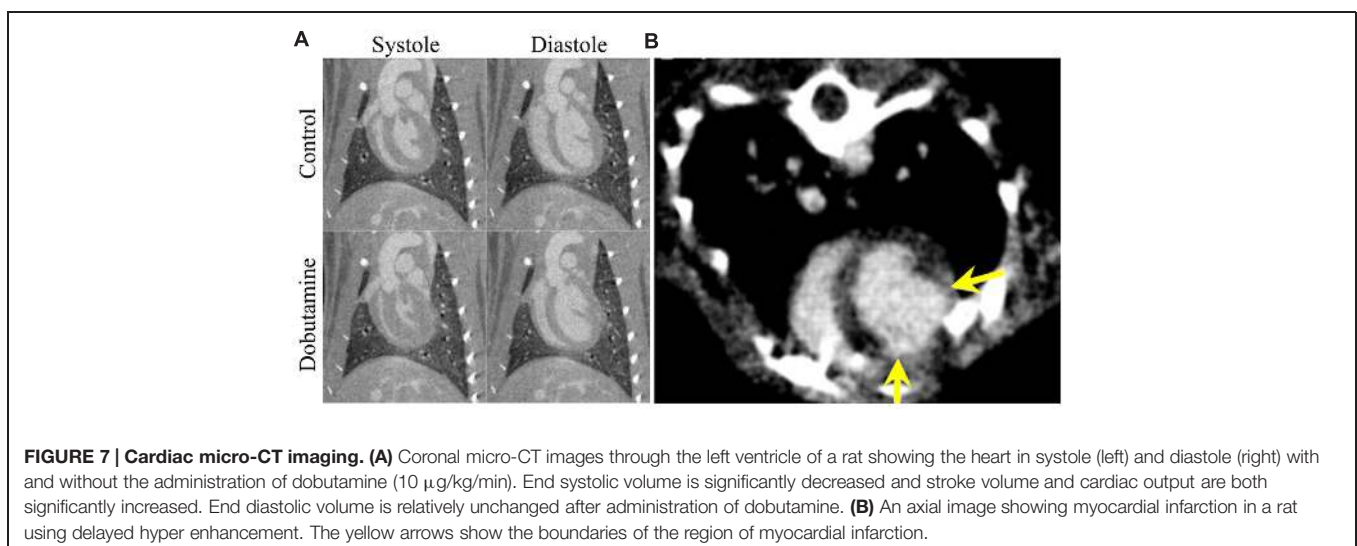 A
B
Systole
Diastole
Control
Dobutamine
FIGURE 7 | Cardiac micro-CT imaging. (A) Coronal micro-CT images through the left ventricle of a rat showing the heart in systole (left) and diastole (right) with
and without the administration of dobutamine (10 μg/kg/min). End systolic volume is significantly decreased and stroke volume and cardiac output are both
significantly increased. End diastolic volume is relatively unchanged after administration of dobutamine. (B) An axial image showing myocardial infarction in a rat
using delayed hyper enhancement. The yellow arrows show the boundaries of the region of myocardial infarction.